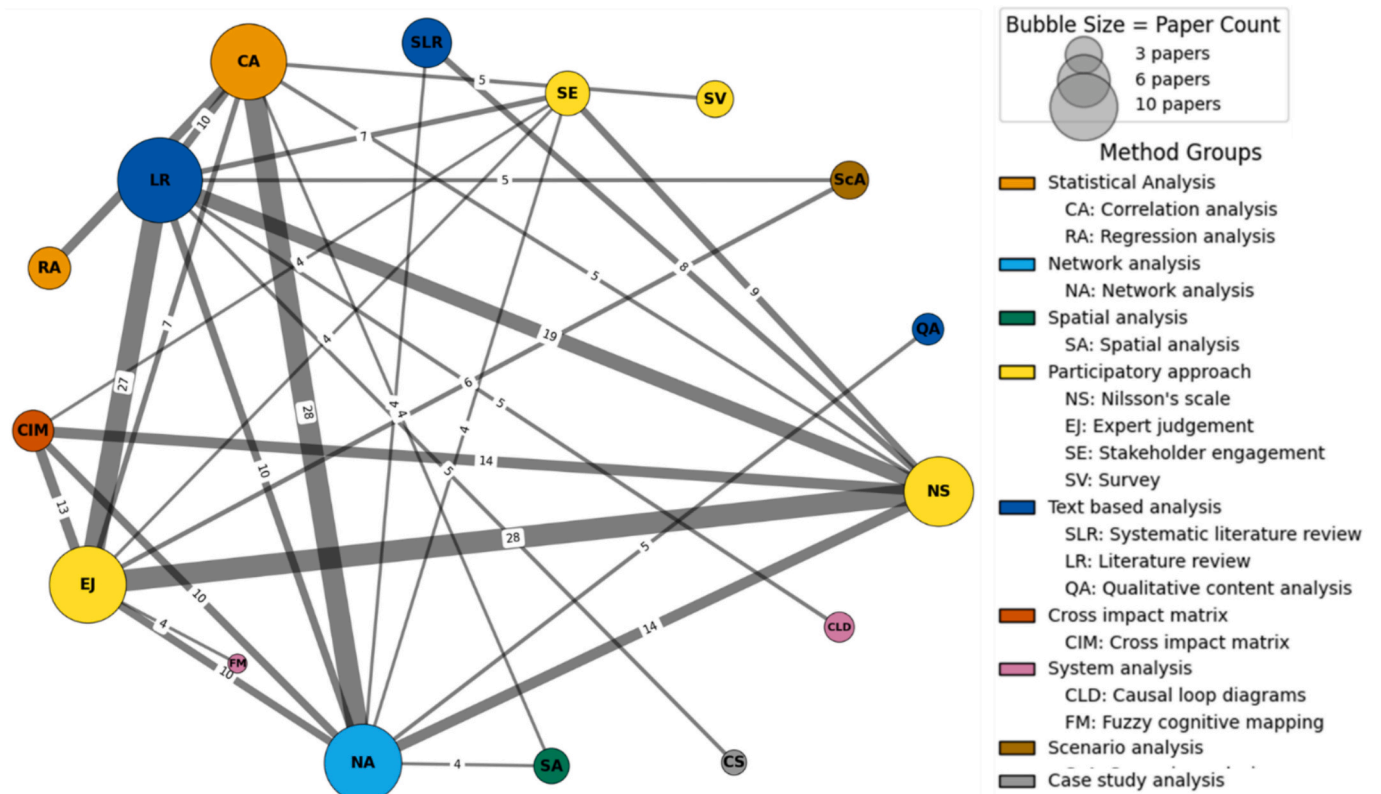 CA
SLR
SE
SV
5
10
7
LR
5
ScA
RA
4
5
8
9
7
4
19
QA
27
28
6
4
4
5
4
CIM
14
5
10
NS
13
28
5
EJ
10
4
14
CLD
FM
10
NA
4
SA
CS
Bubble Size = Paper Count
3 papers
6 papers
10 papers
Method Groups
Statistical Analysis
CA: Correlation analysis
RA: Regression analysis
Network analysis
NA: Network analysis
Spatial analysis
SA: Spatial analysis
Participatory approach
NS: Nilsson's scale
EJ: Expert judgement
SE: Stakeholder engagement
SV: Survey
Text based analysis
SLR: Systematic literature review
LR: Literature review
QA: Qualitative content analysis
Cross impact matrix
CIM: Cross impact matrix
System analysis
CLD: Causal loop diagrams
FM: Fuzzy cognitive mapping
Scenario analysis
Case study analysis